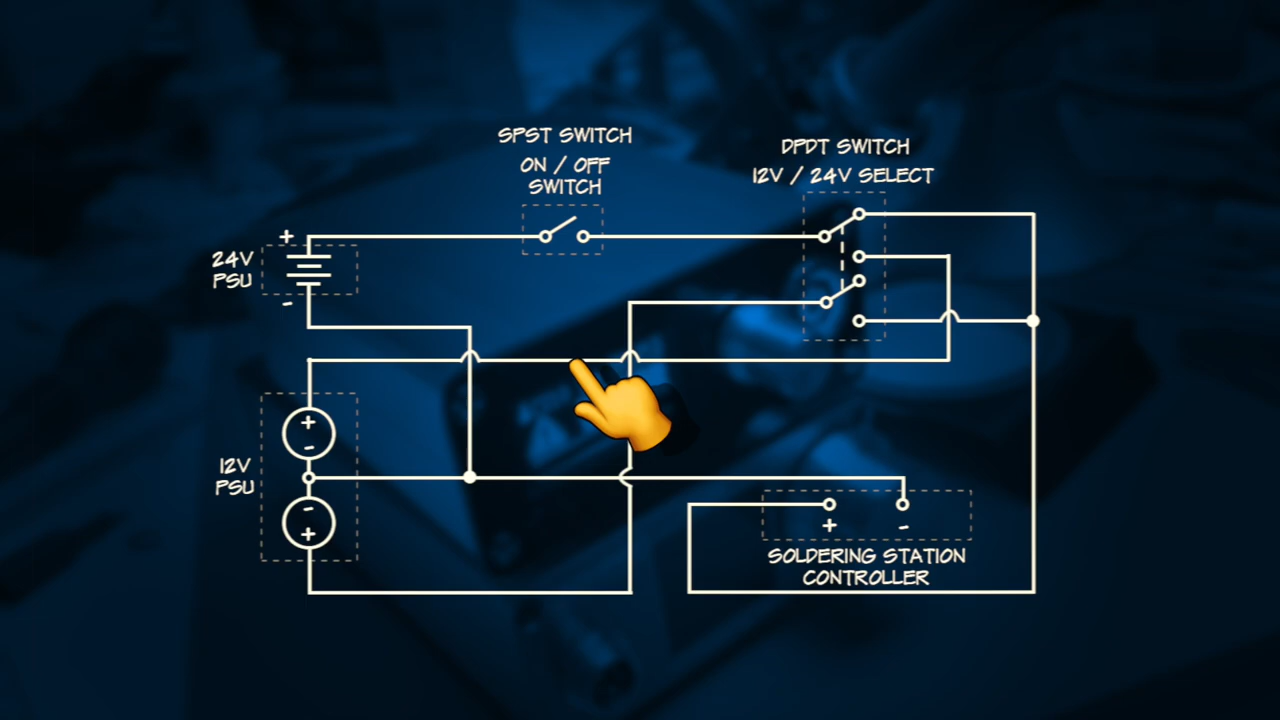 SPST SWITCH
ON / OFF
SWITCH
DPDT SWITCH
12V / 24V SELECT
+
24V
PSU
-
+
-
12V
PSU
-
+
+
-
SOLDERING STATION
CONTROLLER